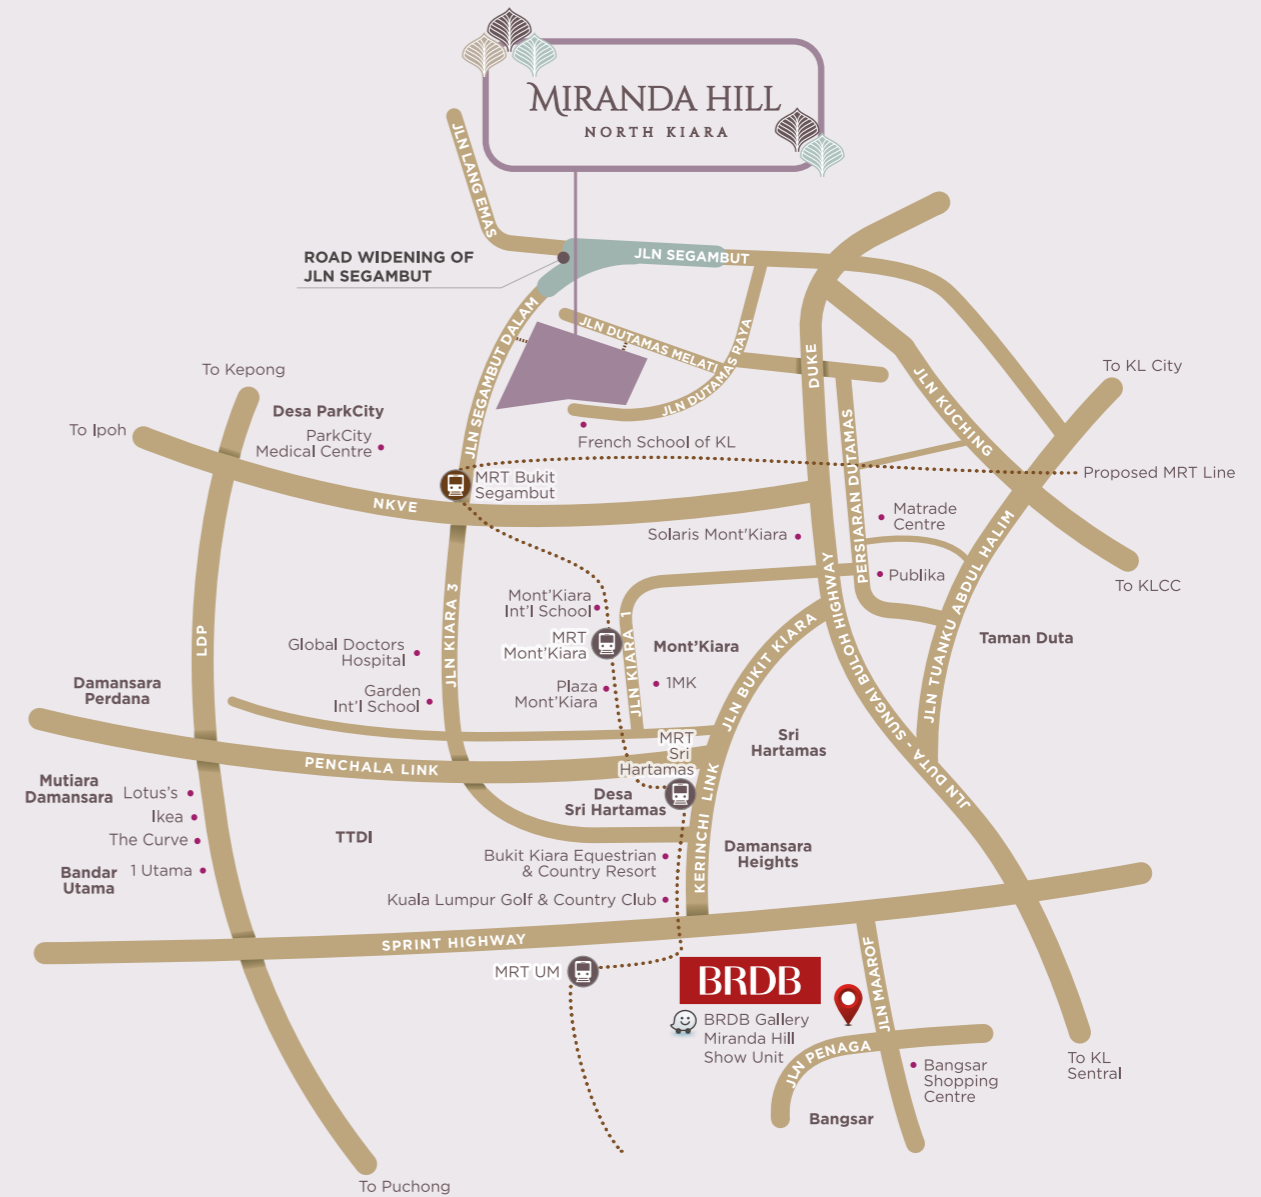 MIRANDA HILL
NORTH KIARA
JLN LANG EMAS
ROAD WIDENING OF
JLN SEGAMBUT
JLN SEGAMBUT
JLN SEGAMBUT DALAM
JLN DUTAMAS MELATI
JLN DUTAMAS RAYA
DUKE
JLN KUCHING
To KL City
To Kepong
Desa ParkCity
ParkCity
Medical Centre
To Ipoh
French School of KL
PERSIARAN DUTAMAS
Proposed MRT Line
MRT Bukit
Segambut
NKVE
Matrade
Centre
Solaris Mont'Kiara
Publika
JLN TUANKU ABDUL HALIM
To KLCC
Mont'Kiara
Int'l School
MRT
Mont'Kiara
JLN KIARA 1
Mont'Kiara
JLN BUKIT KIARA
JLN DUTA - SUNGAI BULOH HIGHWAY
Taman Duta
LDP
JLN KIARA 3
Global Doctors
Hospital
Garden
Int'l School
Plaza
Mont'Kiara
1MK
Damansara
Perdana
PENCHALA LINK
MRT
Sri
Hartamas
Sri
Hartamas
Desa
Sri Hartamas
KERINCHI LINK
Mutiara
Damansara
Lotus's
Ikea
The Curve
Bandar
Utama
1 Utama
TTDI
Bukit Kiara Equestrian
& Country Resort
Damansara
Heights
Kuala Lumpur Golf & Country Club
SPRINT HIGHWAY
MRT UM
BRDB
BRDB Gallery
Miranda Hill
Show Unit
JLN MAAROF
JLN PENAGA
Bangsar
Shopping
Centre
Bangsar
To KL
Sentral
To Puchong